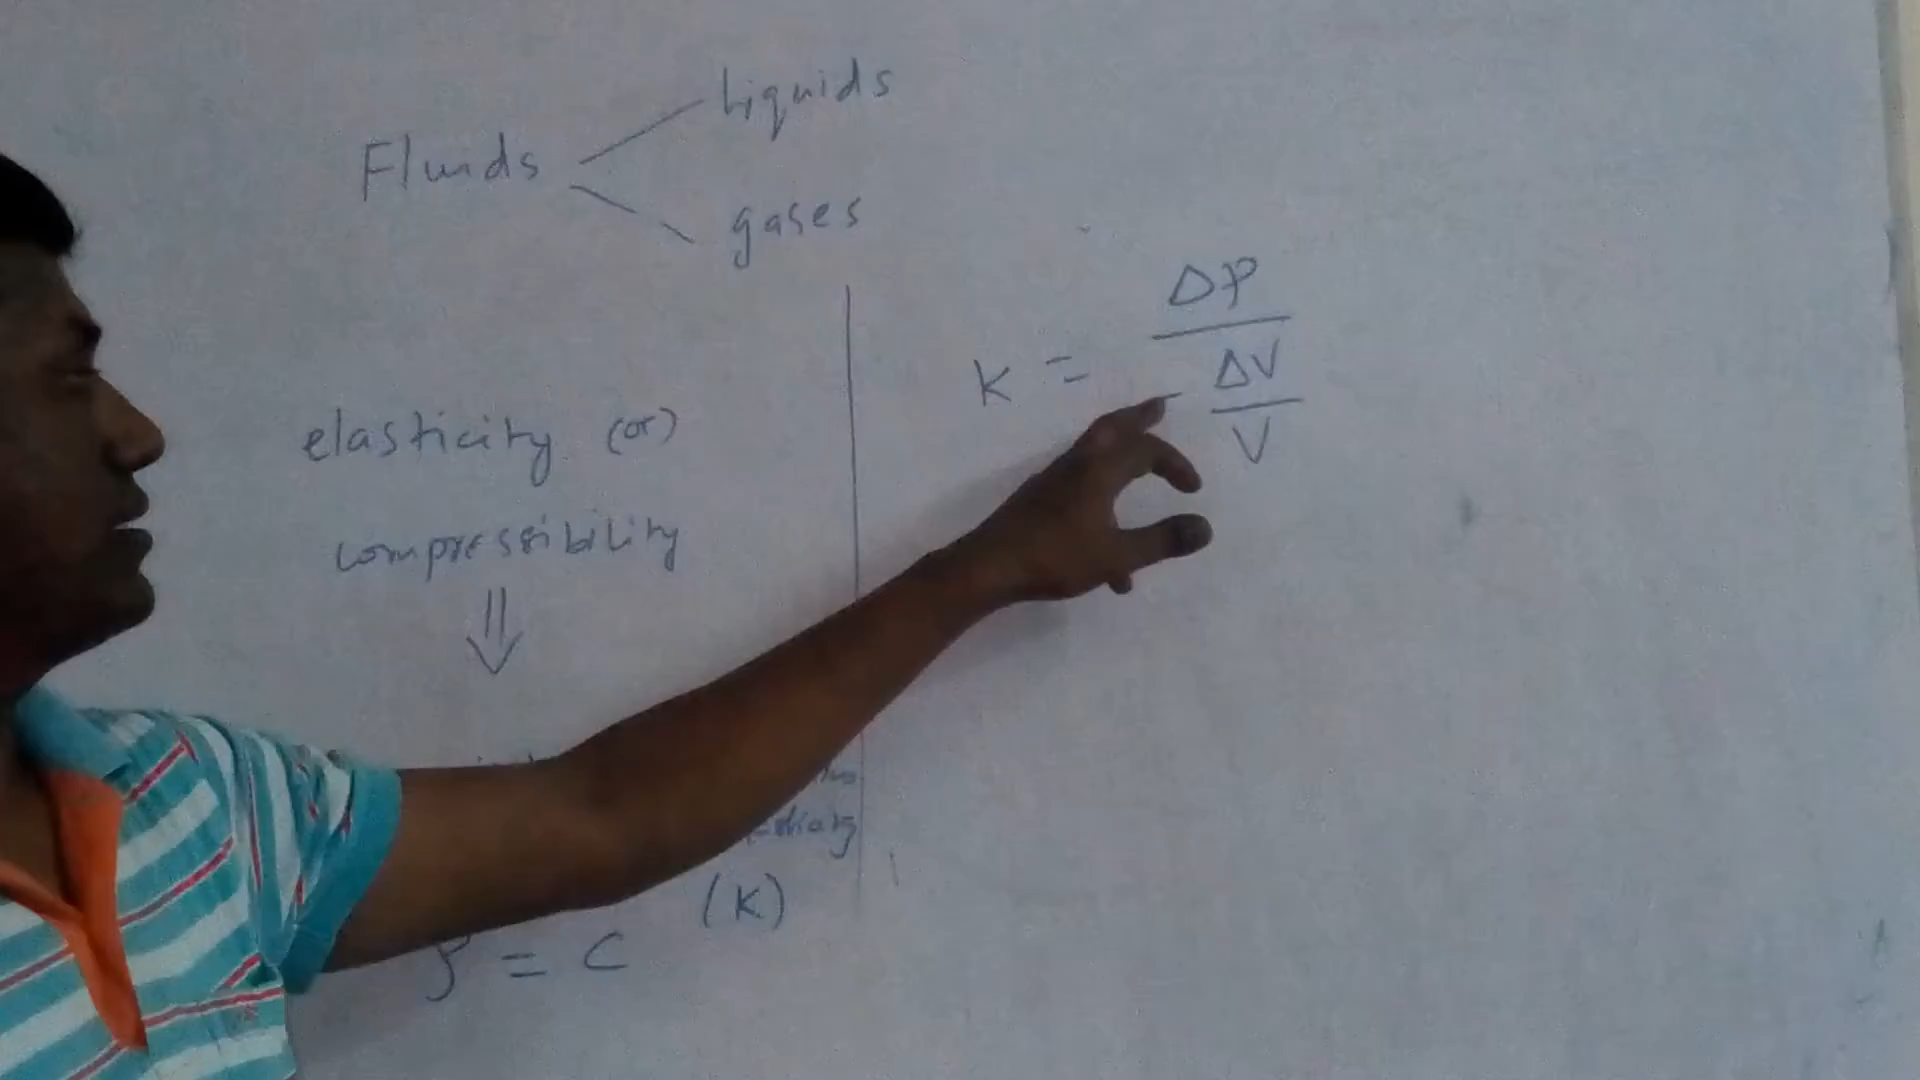 Fluids
liquids
gases
elasticity (or)
compressibility
⇓
(K)
ρ = C
K = ΔP / - ΔV / V